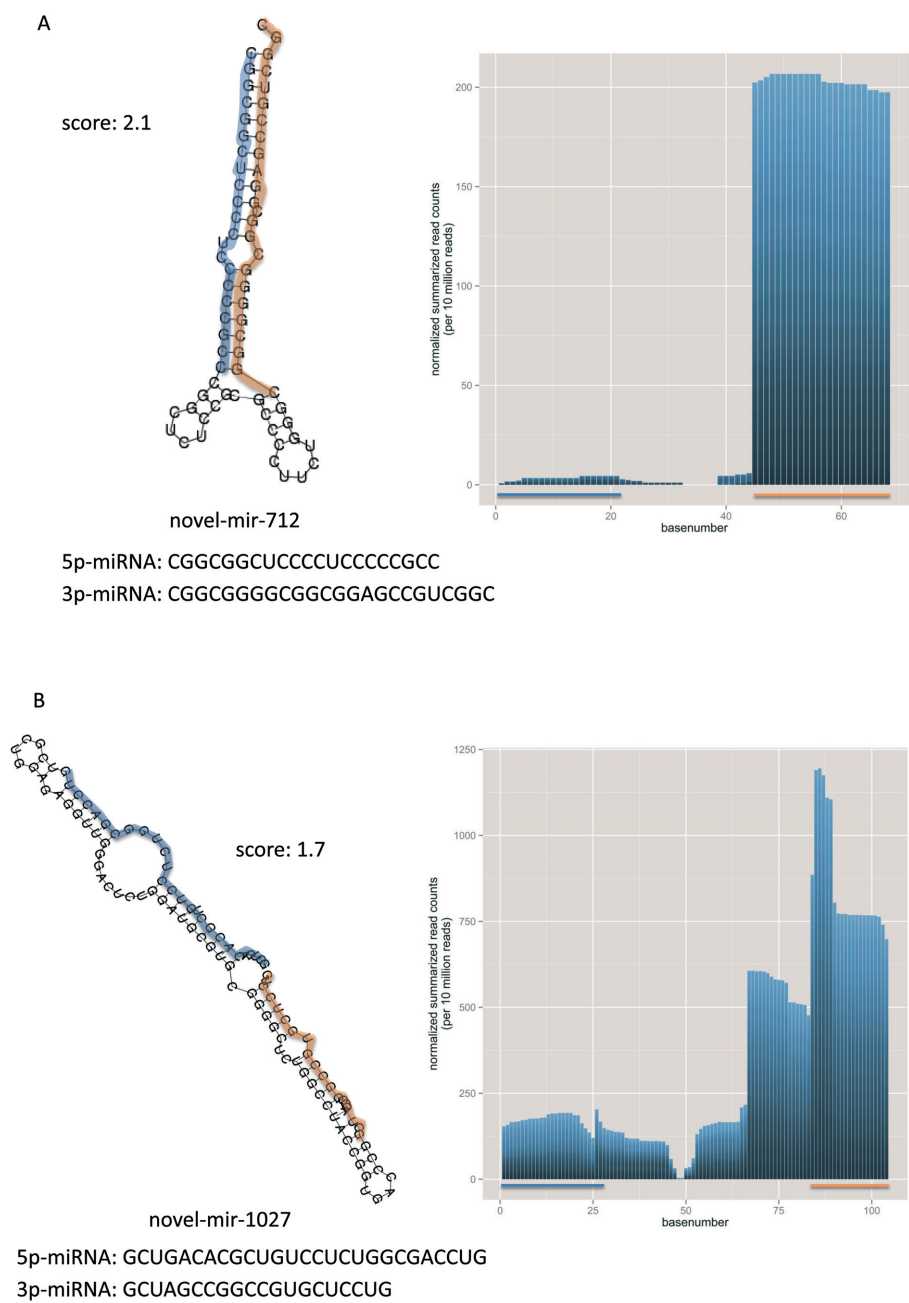 A
score: 2.1
novel-mir-712
normalized summarized read counts
(per 10 million reads)
200
150
100
50
0
0 20 40 60
basenumber
5p-miRNA: CGGCGGCUCCCCUCCCCCGCC
3p-miRNA: CGGCGGGGCGGCGGAGCCGUCGGC
B
score: 1.7
novel-mir-1027
normalized summarized read counts
(per 10 million reads)
1250
1000
750
500
250
0
0 25 50 75 100
basenumber
5p-miRNA: GCUGACACGCUGUCCUCUGGCGACCUG
3p-miRNA: GCUAGCCGGCCGUGCUCCUG